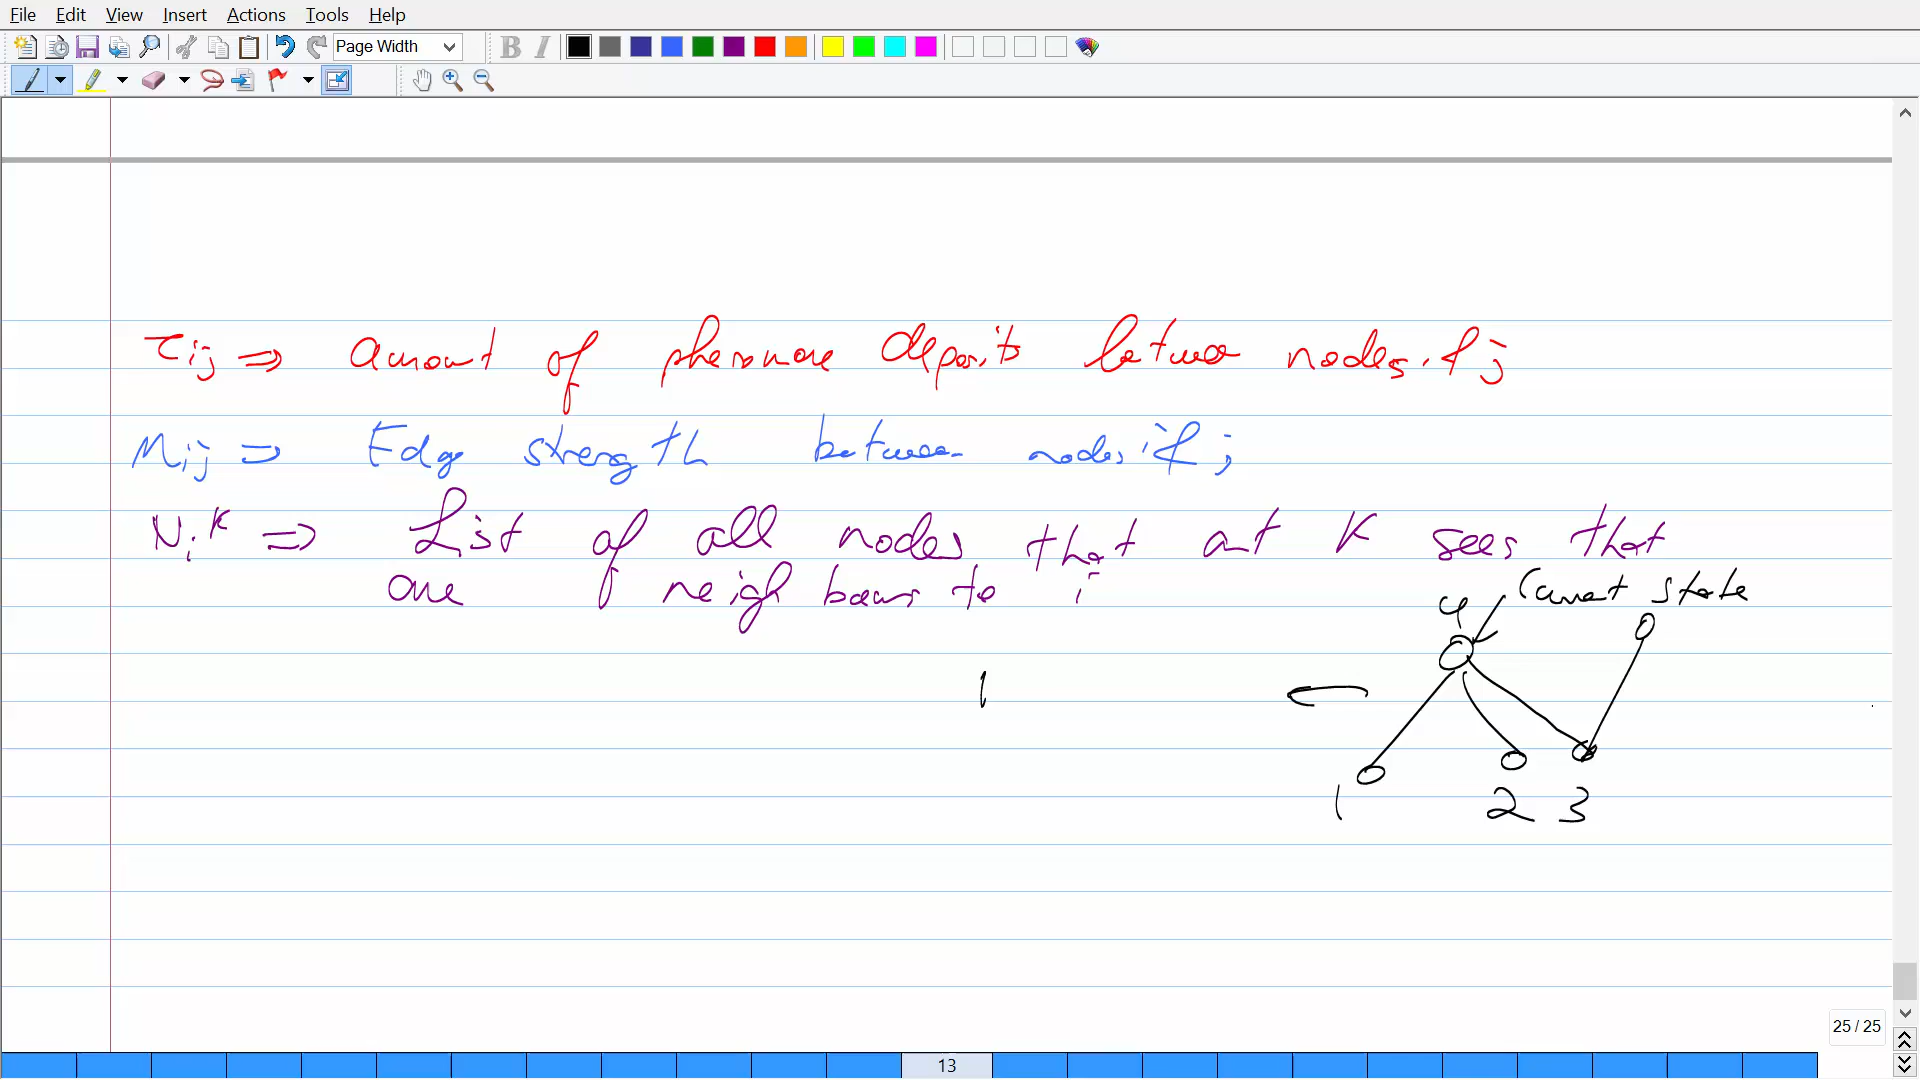 File Edit View Insert Actions Tools Help
Page Width
B I
τij ⇒ amount of pheromone deposits between nodes i & j
Mij ⇒ Edge strength between nodes i & j
Ni^k ⇒ List of all nodes that ant K sees that
are neighbours to i
Current state
4
1
1 2 3
25 / 25
13